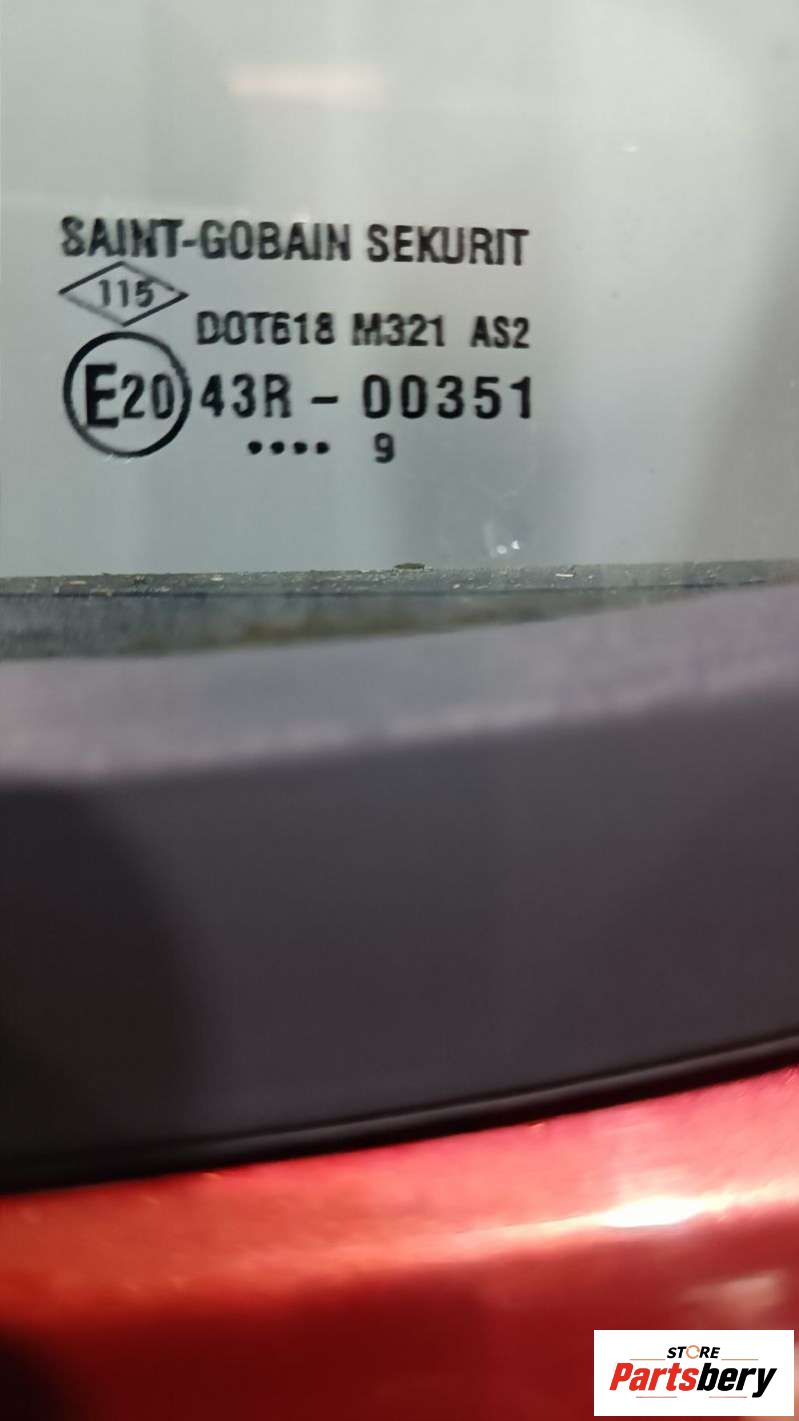 SAINT-GOBAIN SEKURIT
115
DOT618 M321 AS2
E20 43R - 00351
•••• 9
STORE
Partsbery